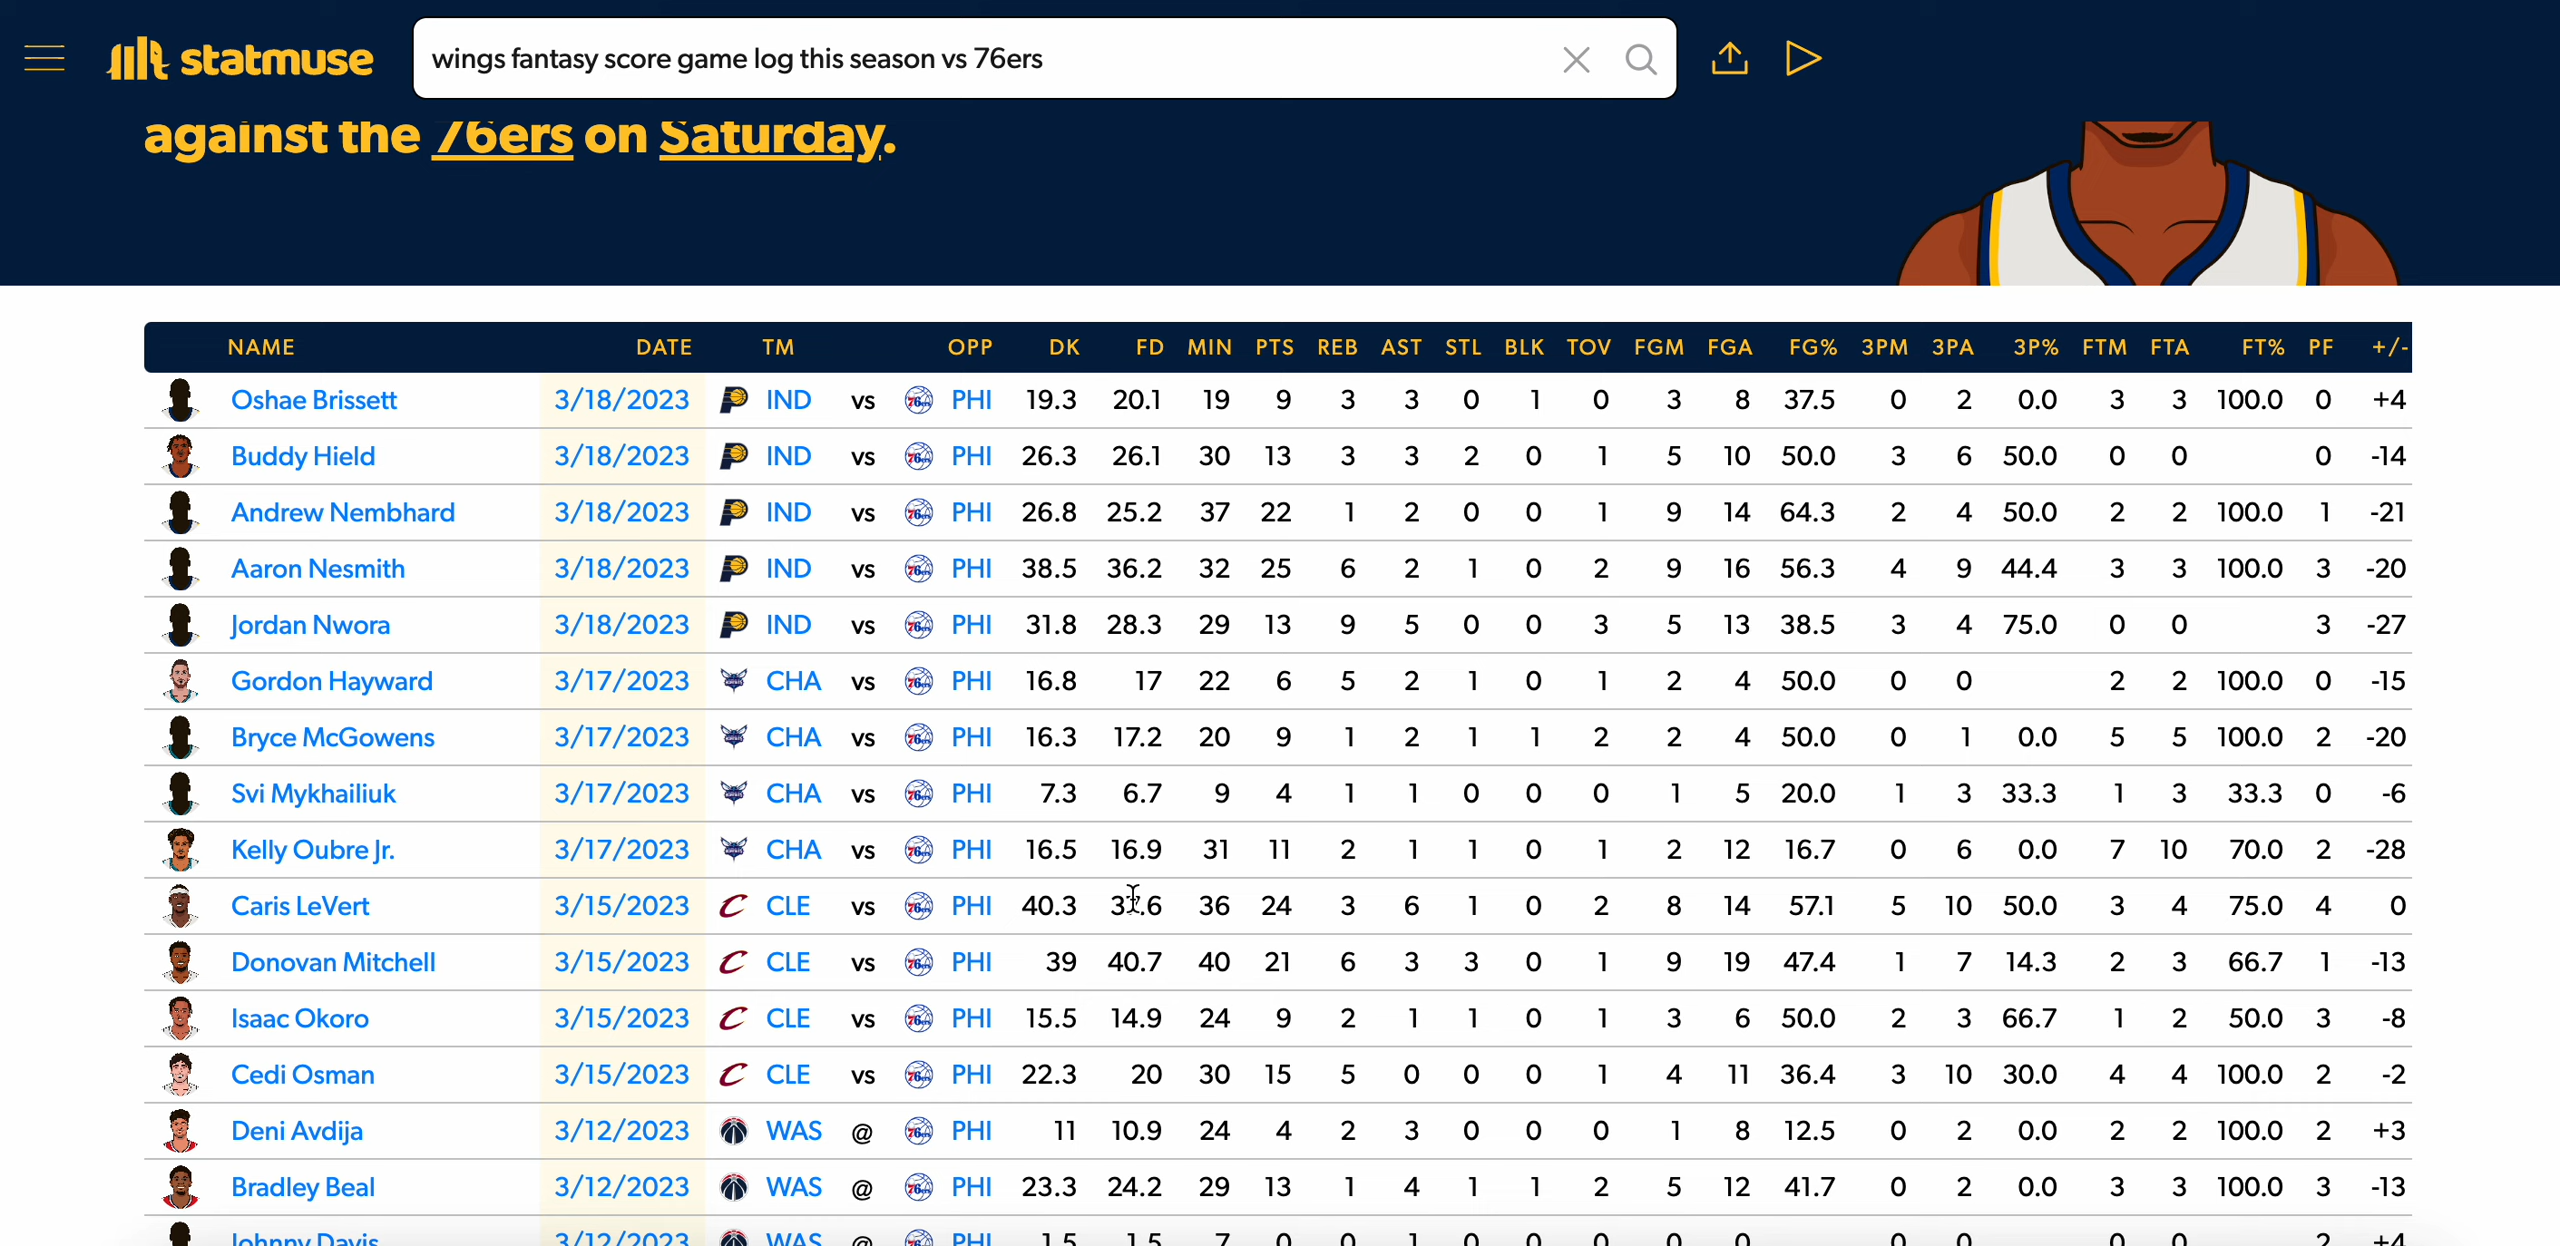 statmuse
wings fantasy score game log this season vs 76ers
against the 76ers on Saturday.
NAME DATE TM OPP DK FD MIN PTS REB AST STL BLK TOV FGM FGA FG% 3PM 3PA 3P% FTM FTA FT% PF +/-
Oshae Brissett 3/18/2023 IND vs PHI 19.3 20.1 19 9 3 3 0 1 0 3 8 37.5 0 2 0.0 3 3 100.0 0 +4
Buddy Hield 3/18/2023 IND vs PHI 26.3 26.1 30 13 3 3 2 0 1 5 10 50.0 3 6 50.0 0 0 0 -14
Andrew Nembhard 3/18/2023 IND vs PHI 26.8 25.2 37 22 1 2 0 0 1 9 14 64.3 2 4 50.0 2 2 100.0 1 -21
Aaron Nesmith 3/18/2023 IND vs PHI 38.5 36.2 32 25 6 2 1 0 2 9 16 56.3 4 9 44.4 3 3 100.0 3 -20
Jordan Nwora 3/18/2023 IND vs PHI 31.8 28.3 29 13 9 5 0 0 3 5 13 38.5 3 4 75.0 0 0 3 -27
Gordon Hayward 3/17/2023 CHA vs PHI 16.8 17 22 6 5 2 1 0 1 2 4 50.0 0 0 2 2 100.0 0 -15
Bryce McGowens 3/17/2023 CHA vs PHI 16.3 17.2 20 9 1 2 1 1 2 2 4 50.0 0 1 0.0 5 5 100.0 2 -20
Svi Mykhailiuk 3/17/2023 CHA vs PHI 7.3 6.7 9 4 1 1 0 0 0 1 5 20.0 1 3 33.3 1 3 33.3 0 -6
Kelly Oubre Jr. 3/17/2023 CHA vs PHI 16.5 16.9 31 11 2 1 1 0 1 2 12 16.7 0 6 0.0 7 10 70.0 2 -28
Caris LeVert 3/15/2023 CLE vs PHI 40.3 36 24 3 6 1 0 2 8 14 57.1 5 10 50.0 3 4 75.0 4 0
Donovan Mitchell 3/15/2023 CLE vs PHI 39 40.7 40 21 6 3 3 0 1 9 19 47.4 1 7 14.3 2 3 66.7 1 -13
Isaac Okoro 3/15/2023 CLE vs PHI 15.5 14.9 24 9 2 1 1 0 1 3 6 50.0 2 3 66.7 1 2 50.0 3 -8
Cedi Osman 3/15/2023 CLE vs PHI 22.3 20 30 15 5 0 0 0 1 4 11 36.4 3 10 30.0 4 4 100.0 2 -2
Deni Avdija 3/12/2023 WAS @ PHI 11 10.9 24 4 2 3 0 0 0 1 8 12.5 0 2 0.0 2 2 100.0 2 +3
Bradley Beal 3/12/2023 WAS @ PHI 23.3 24.2 29 13 1 4 1 1 2 5 12 41.7 0 2 0.0 3 3 100.0 3 -13
Johnny Davis 3/12/2023 WAS @ PHI 1.5 1.5 7 0 0 1 0 0 0 0 0 0 0 0 0 2 +4